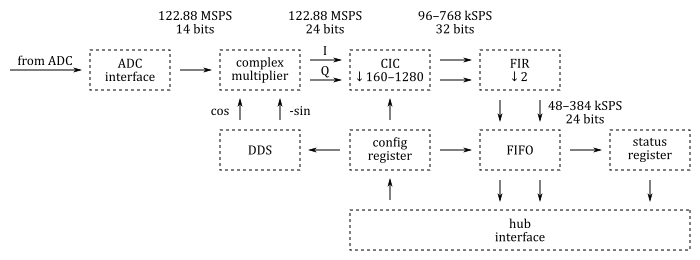 122.88 MSPS
14 bits
122.88 MSPS
24 bits
96–768 kSPS
32 bits
from ADC
ADC
interface
complex
multiplier
I
Q
CIC
↓160–1280
FIR
↓2
cos
-sin
48–384 kSPS
24 bits
DDS
config
register
FIFO
status
register
hub
interface